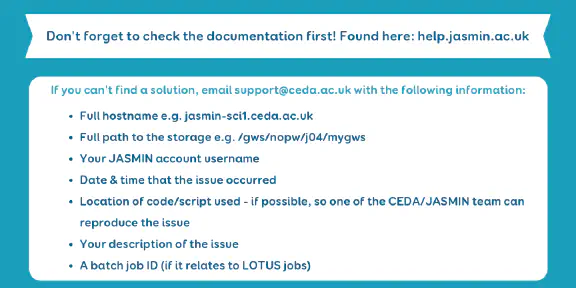 Don't forget to check the documentation first! Found here: help.jasmin.ac.uk
If you can't find a solution, email support@ceda.ac.uk with the following information:
• Full hostname e.g. jasmin-sci1.ceda.ac.uk
• Full path to the storage e.g. /gws/nopw/j04/mygws
• Your JASMIN account username
• Date & time that the issue occurred
• Location of code/script used - if possible, so one of the CEDA/JASMIN team can
reproduce the issue
• Your description of the issue
• A batch job ID (if it relates to LOTUS jobs)